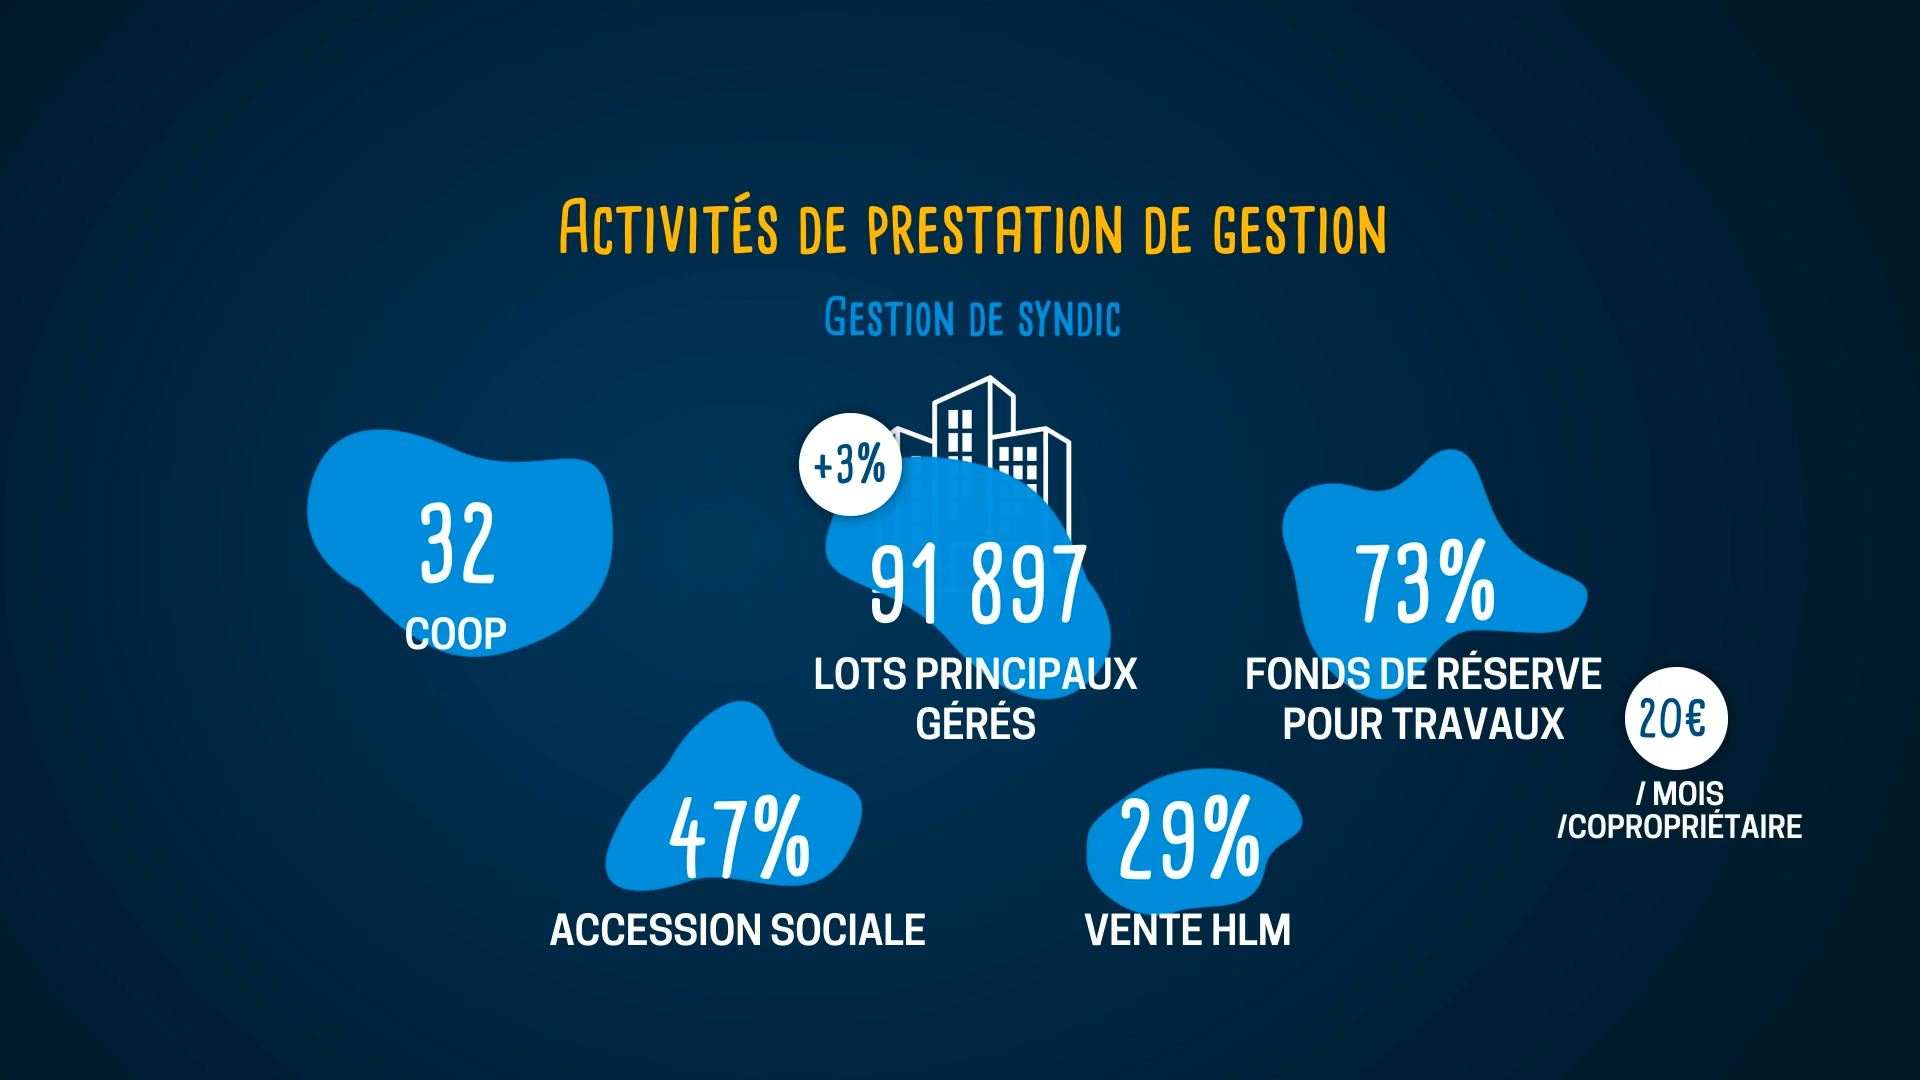 Activités de prestation de gestion
Gestion de syndic
32
COOP
+3%
91 897
LOTS PRINCIPAUX
GÉRÉS
73%
FONDS DE RÉSERVE
POUR TRAVAUX
20€
/ MOIS
/COPROPRIÉTAIRE
47%
ACCESSION SOCIALE
29%
VENTE HLM